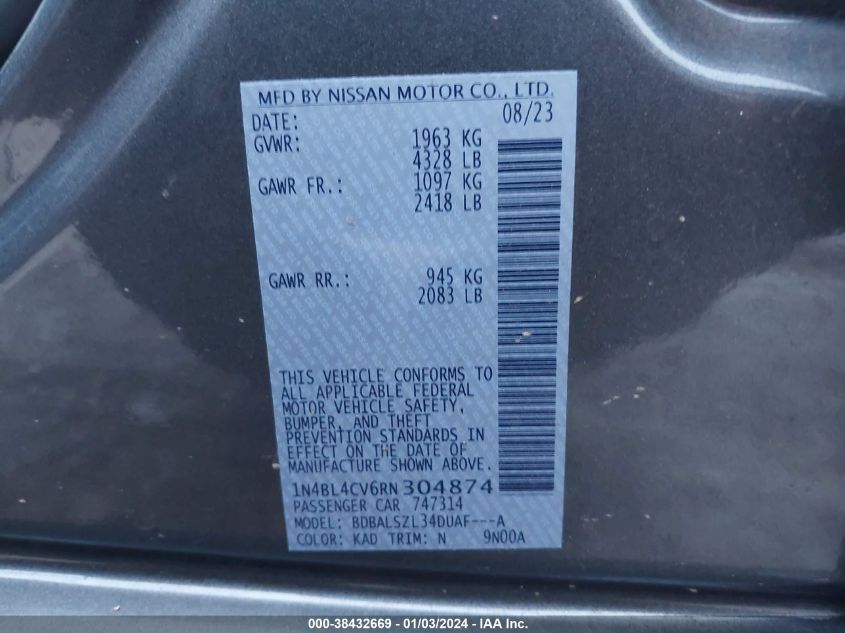 MFD BY NISSAN MOTOR CO., LTD.
DATE: 08/23
GVWR: 1963 KG
4328 LB
GAWR FR.: 1097 KG
2418 LB
GAWR RR.: 945 KG
2083 LB
THIS VEHICLE CONFORMS TO
ALL APPLICABLE FEDERAL
MOTOR VEHICLE SAFETY,
BUMPER, AND THEFT
PREVENTION STANDARDS IN
EFFECT ON THE DATE OF
MANUFACTURE SHOWN ABOVE.
1N4BL4CV6RN304874
PASSENGER CAR 747314
MODEL: BDBALSZL34DUAF---A
COLOR: KAD TRIM: N 9N00A
000-38432669 - 01/03/2024 - IAA Inc.